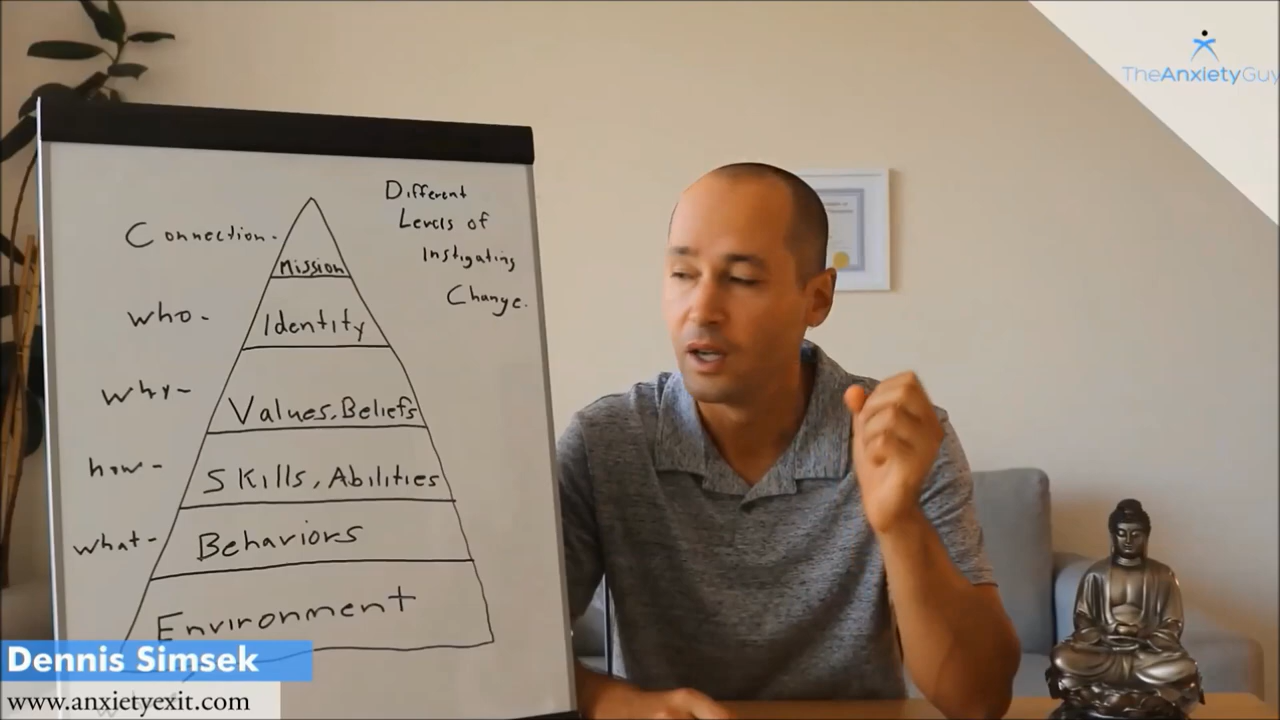 TheAnxietyGuy
Different
Levels of
Instigating
Change.
Connection-
Mission
who-
Identity
why-
Values, Beliefs
how-
Skills, Abilities
what-
Behaviors
Environment
Dennis Simsek
www.anxietyexit.com